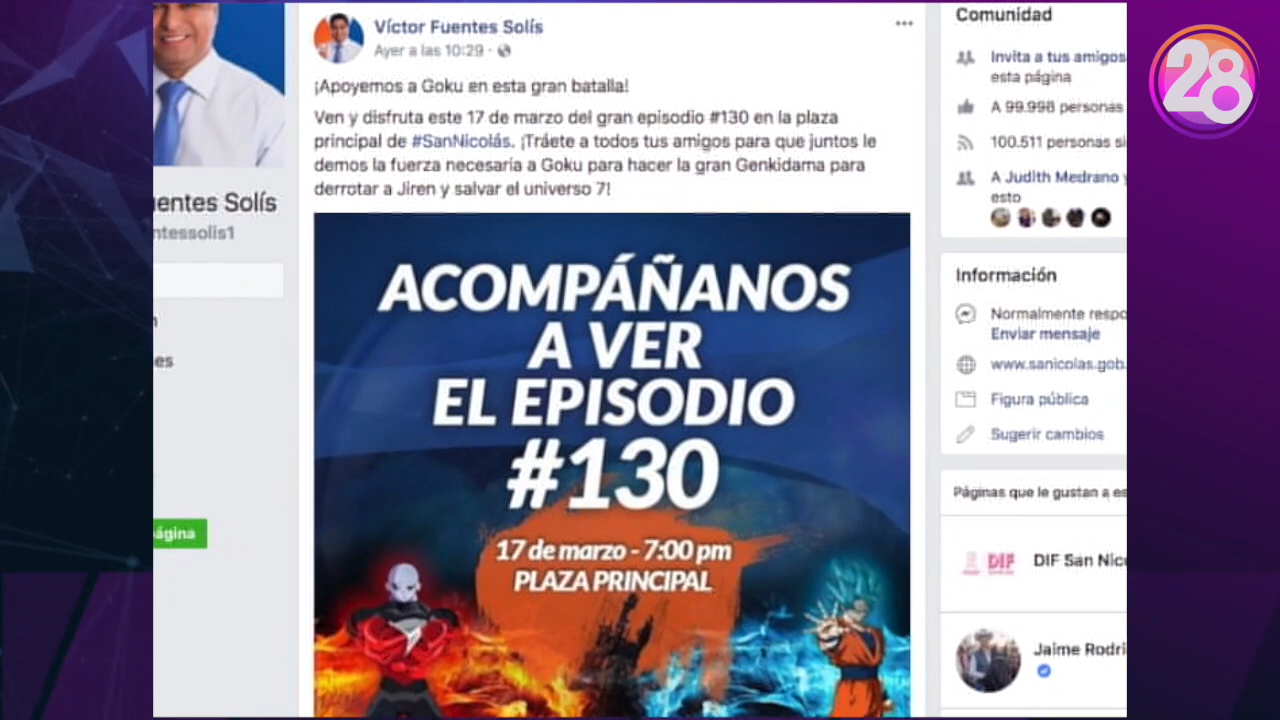 Víctor Fuentes Solís
Ayer a las 10:29 ·
¡Apoyemos a Goku en esta gran batalla!
Ven y disfruta este 17 de marzo del gran episodio #130 en la plaza
principal de #SanNicolás. ¡Tráete a todos tus amigos para que juntos le
demos la fuerza necesaria a Goku para hacer la gran Genkidama para
derrotar a Jiren y salvar el universo 7!
ACOMPÁÑANOS
A VER
EL EPISODIO
#130
17 de marzo - 7:00 pm
PLAZA PRINCIPAL
entes Solís
ntessolis1
es
ágina
Comunidad
Invita a tus amigos
esta página
A 99.998 personas
100.511 personas si
A Judith Medrano y
esto
Información
Normalmente respo
Enviar mensaje
www.sanicolas.gob.
Figura pública
Sugerir cambios
Páginas que le gustan a es
DIF
DIF San Nico
Jaime Rodri
28